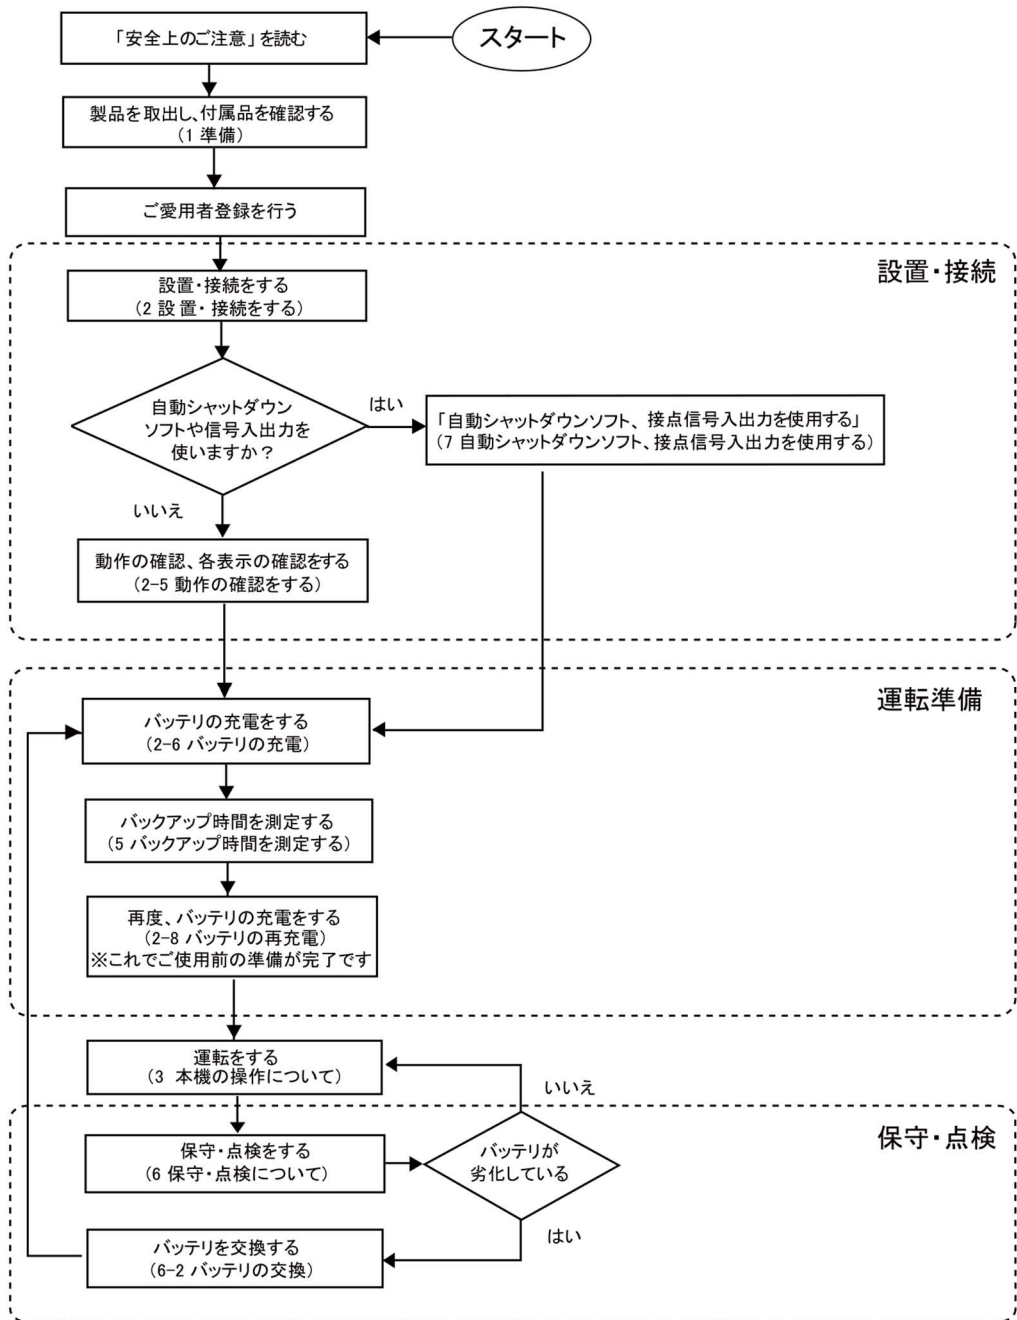 スタート
「安全上のご注意」を読む
製品を取出し、付属品を確認する
(1 準備)
ご愛用者登録を行う
設置・接続
設置・接続をする
(2 設置・接続をする)
自動シャットダウン
ソフトや信号入出力を
使いますか？
はい
「自動シャットダウンソフト、接点信号入出力を使用する」
(7 自動シャットダウンソフト、接点信号入出力を使用する)
いいえ
動作の確認、各表示の確認をする
(2-5 動作の確認をする)
運転準備
バッテリの充電をする
(2-6 バッテリの充電)
バックアップ時間を測定する
(5 バックアップ時間を測定する)
再度、バッテリの充電をする
(2-8 バッテリの再充電)
※これでご使用前の準備が完了です
運転をする
(3 本機の操作について)
いいえ
保守・点検
保守・点検をする
(6 保守・点検について)
バッテリが
劣化している
はい
バッテリを交換する
(6-2 バッテリの交換)